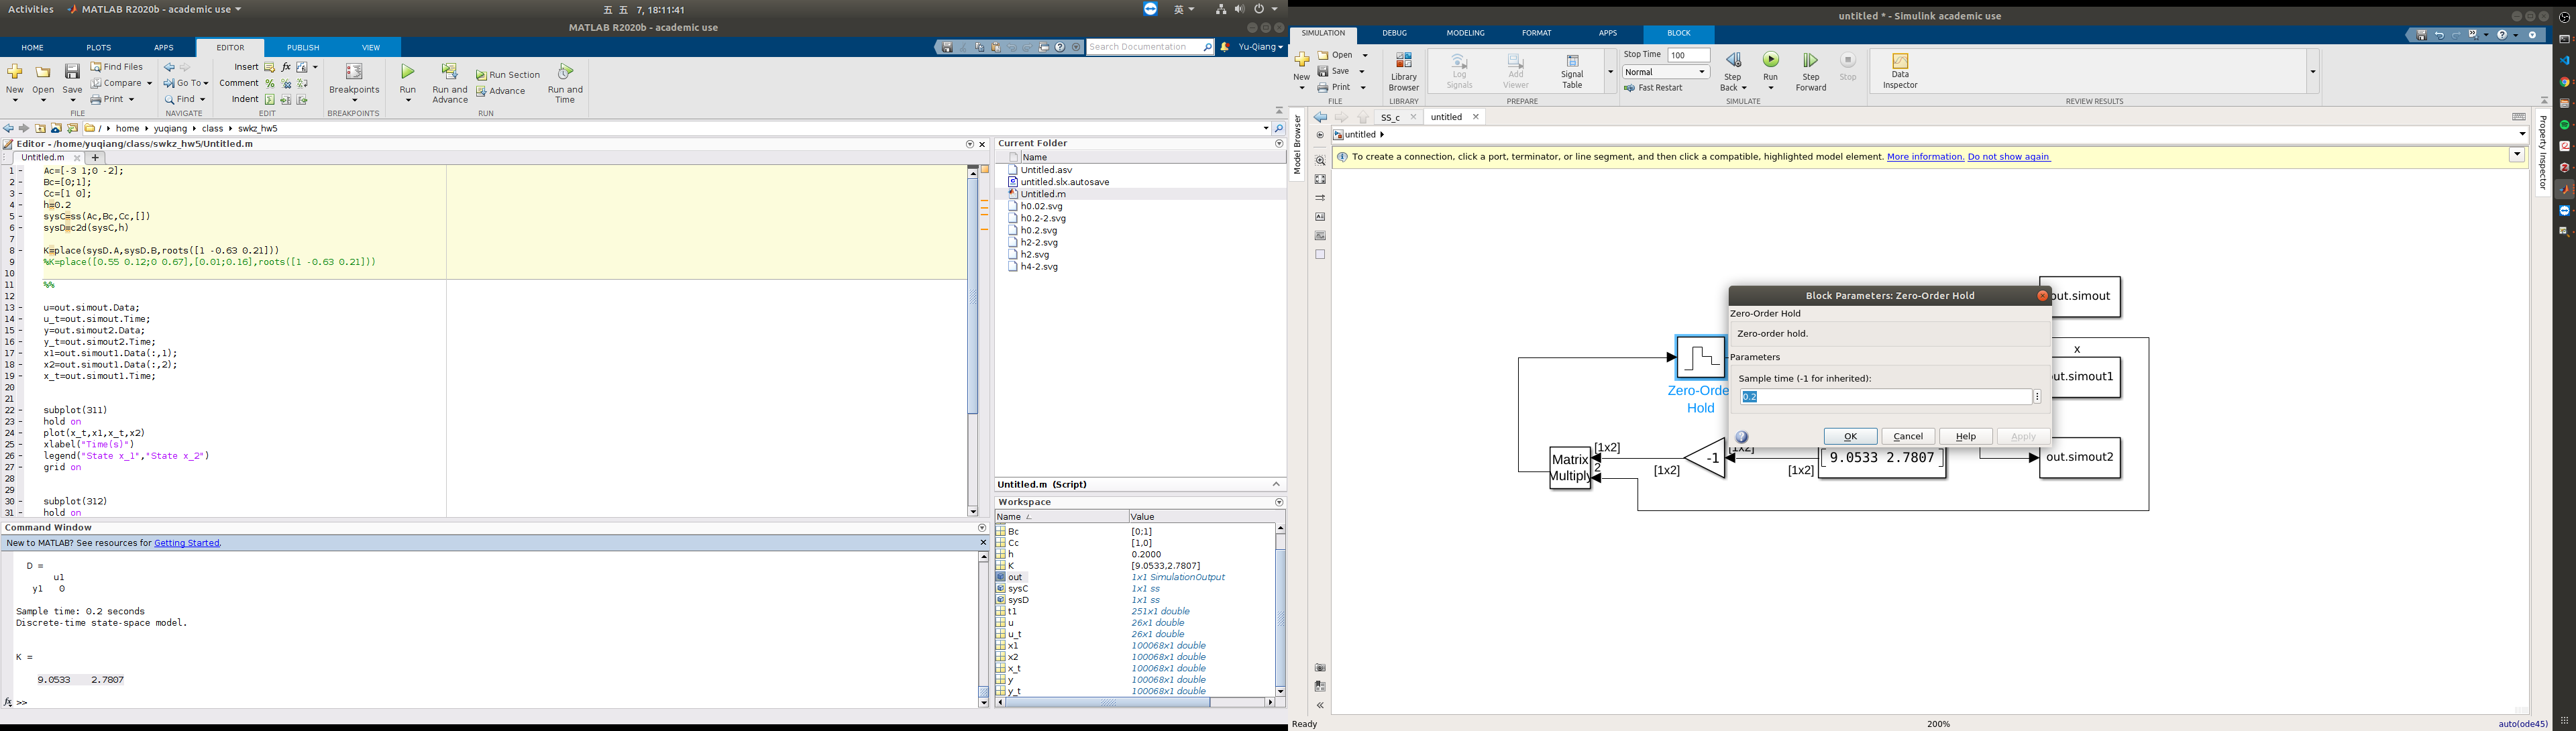 Activities
MATLAB R2020b - academic use
五 五 7, 18:11:41
英
MATLAB R2020b - academic use
HOME PLOTS APPS EDITOR PUBLISH VIEW
Search Documentation
Yu-Qiang
New Open Save
Find Files
Compare
Print
FILE
Go To
Find
NAVIGATE
Insert
Comment
Indent
EDIT
Breakpoints
BREAKPOINTS
Run
Run and Advance
Run Section
Advance
Run and Time
RUN
/ home yuqiang class swkz_hw5
Editor - /home/yuqiang/class/swkz_hw5/Untitled.m
Untitled.m
1 Ac=[-3 1;0 -2];
2 Bc=[0;1];
3 Cc=[1 0];
4 h=0.2
5 sysC=ss(Ac,Bc,Cc,[])
6 sysD=c2d(sysC,h)
7
8 K=place(sysD.A,sysD.B,roots([1 -0.63 0.21]))
9 %K=place([0.55 0.12;0 0.67],[0.01;0.16],roots([1 -0.63 0.21]))
10
11 %%
12
13 u=out.simout.Data;
14 u_t=out.simout.Time;
15 y=out.simout2.Data;
16 y_t=out.simout2.Time;
17 x1=out.simout1.Data(:,1);
18 x2=out.simout1.Data(:,2);
19 x_t=out.simout1.Time;
20
21
22 subplot(311)
23 hold on
24 plot(x_t,x1,x_t,x2)
25 xlabel("Time(s)")
26 legend("State x_1","State x_2")
27 grid on
28
29
30 subplot(312)
31 hold on
Command Window
New to MATLAB? See resources for Getting Started.
D =
u1
y1 0
Sample time: 0.2 seconds
Discrete-time state-space model.
K =
9.0533 2.7807
fx >>
Current Folder
Name
Untitled.asv
untitled.slx.autosave
Untitled.m
h0.02.svg
h0.2-2.svg
h0.2.svg
h2-2.svg
h2.svg
h4-2.svg
Untitled.m (Script)
Workspace
Name Value
Bc [0;1]
Cc [1,0]
h 0.2000
K [9.0533,2.7807]
out 1x1 SimulationOutput
sysC 1x1 ss
sysD 1x1 ss
t1 251x1 double
u 26x1 double
u_t 26x1 double
x1 100068x1 double
x2 100068x1 double
x_t 100068x1 double
y 100068x1 double
y_t 100068x1 double
untitled * - Simulink academic use
SIMULATION DEBUG MODELING FORMAT APPS BLOCK
New
Open
Save
Print
FILE
Library Browser
LIBRARY
Log Signals
Add Viewer
Signal Table
PREPARE
Stop Time 100
Normal
Fast Restart
Step Back
Run
Step Forward
Stop
SIMULATE
Data Inspector
REVIEW RESULTS
Model Browser
SS_c
untitled
untitled
Property Inspector
To create a connection, click a port, terminator, or line segment, and then click a compatible, highlighted model element. More information. Do not show again
Block Parameters: Zero-Order Hold
Zero-Order Hold
Zero-order hold.
Parameters
Sample time (-1 for inherited):
0.2
OK Cancel Help Apply
out.simout
x
out.simout1
out.simout2
Zero-Orde
Hold
Matrix
Multiply
[1x2]
2
[1x2]
-1
[1x2]
[1x2]
9.0533 2.7807
Ready
200%
auto(ode45)